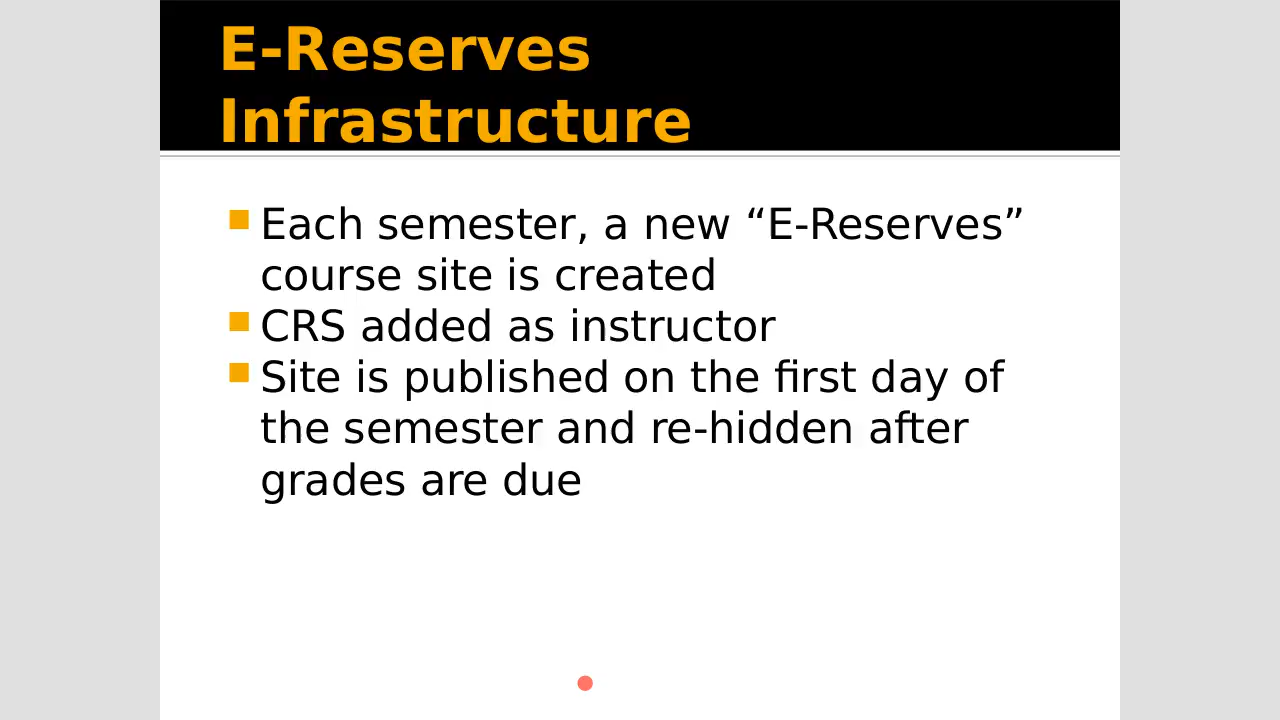 E-Reserves
Infrastructure
Each semester, a new “E-Reserves”
course site is created
CRS added as instructor
Site is published on the first day of
the semester and re-hidden after
grades are due